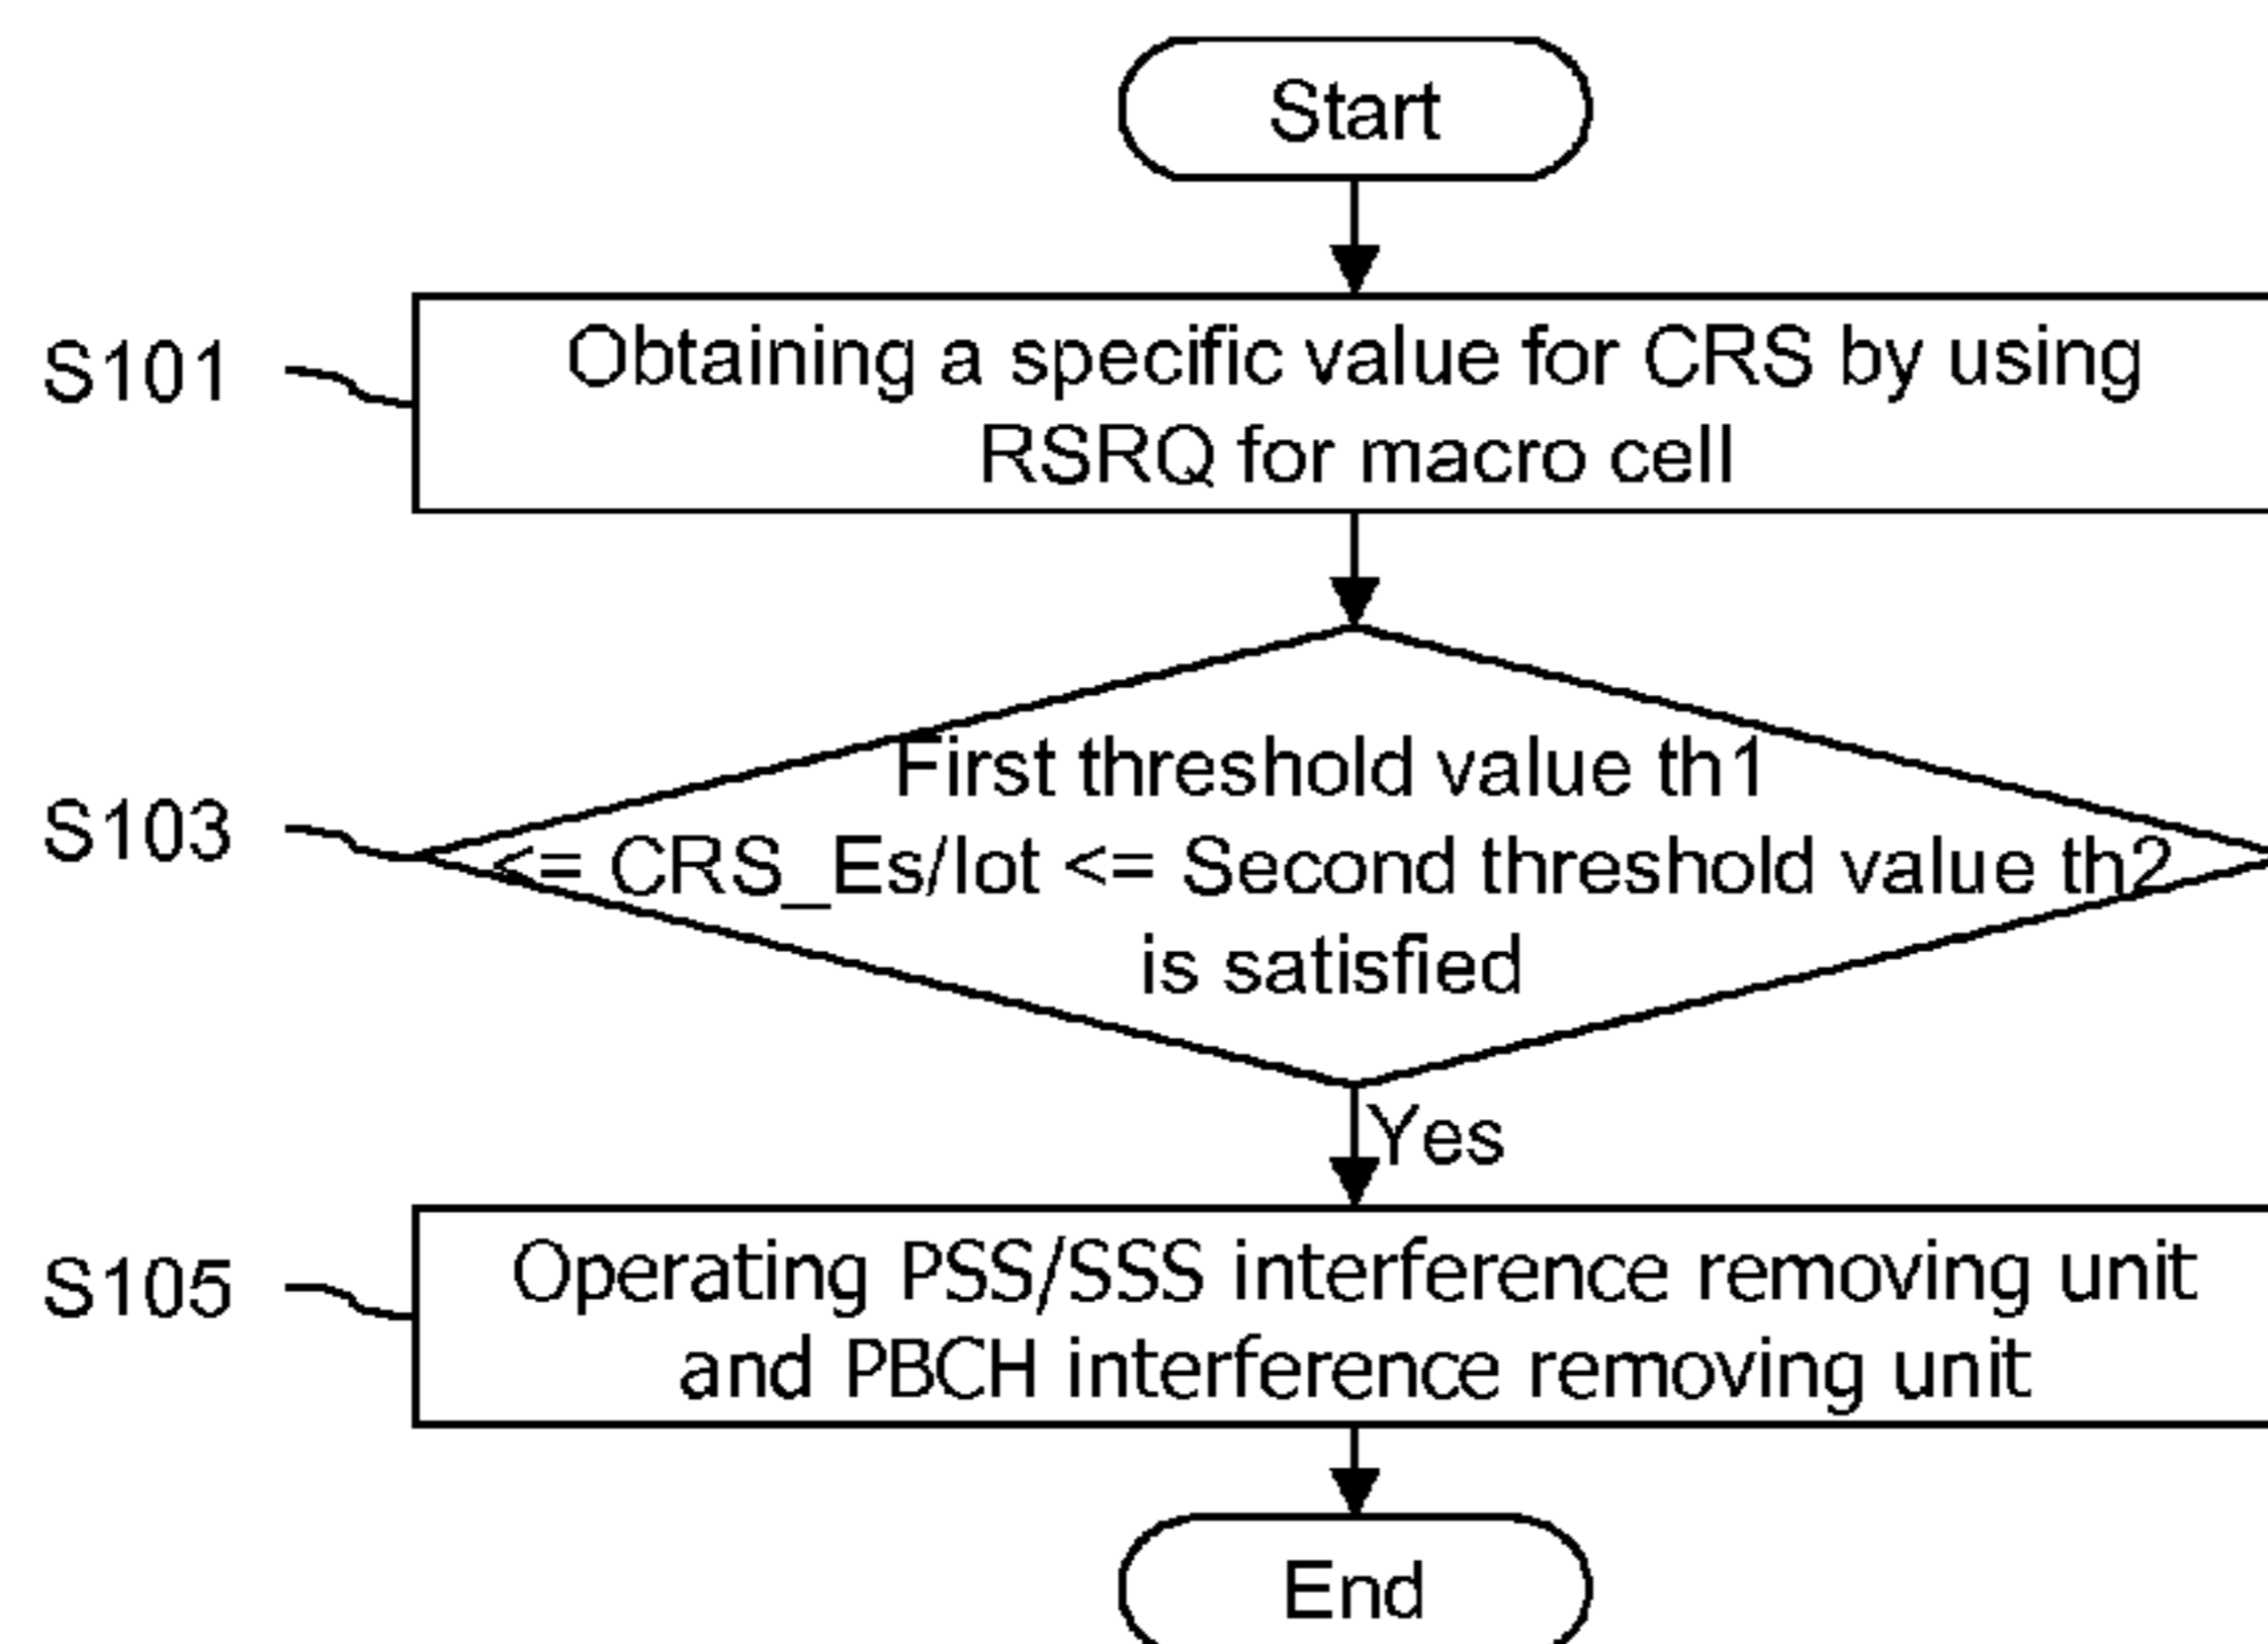 Start
S101
Obtaining a specific value for CRS by using
RSRQ for macro cell
S103
First threshold value th1
<= CRS_Es/Iot <= Second threshold value th2
is satisfied
Yes
S105
Operating PSS/SSS interference removing unit
and PBCH interference removing unit
End